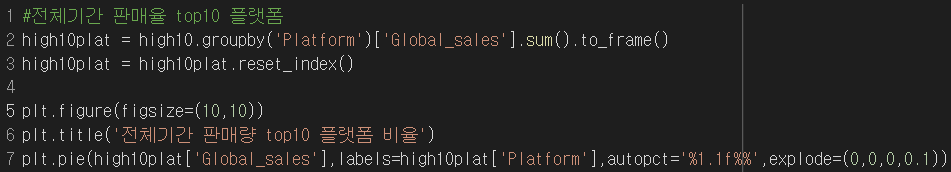 1 #전체기간 판매율 top10 플랫폼
2 high10plat = high10.groupby('Platform')['Global_sales'].sum().to_frame()
3 high10plat = high10plat.reset_index()
4
5 plt.figure(figsize=(10,10))
6 plt.title('전체기간 판매량 top10 플랫폼 비율')
7 plt.pie(high10plat['Global_sales'],labels=high10plat['Platform'],autopct='%1.1f%%',explode=(0,0,0,0.1))